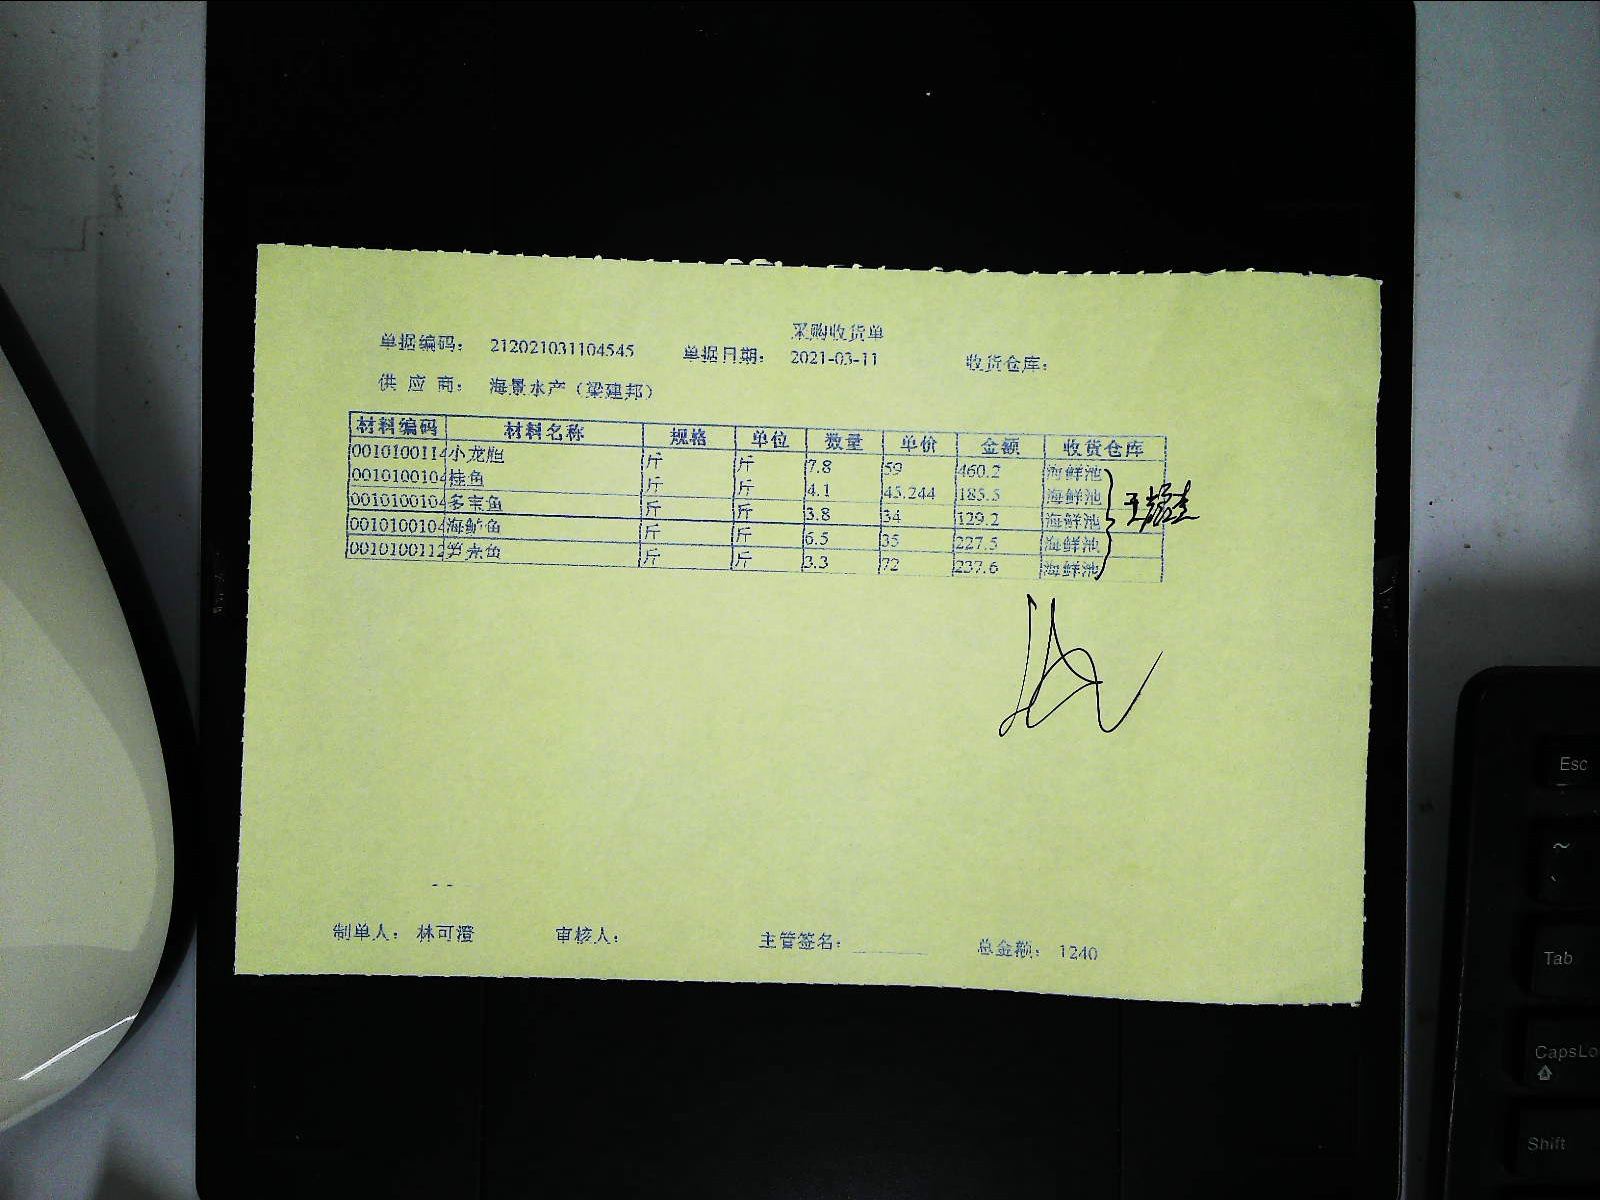 采购收货单
单据编码： 212021031104545 单据日期： 2021-03-11 收货仓库：
供 应 商： 海景水产（梁建邦）
材料编码 材料名称 规格 单位 数量 单价 金额 收货仓库
0010100114 小龙胆 斤 斤 7.8 59 460.2 海鲜池
0010100104 桂鱼 斤 斤 4.1 45.244 185.5 海鲜池
0010100104 多宝鱼 斤 斤 3.8 34 129.2 海鲜池
0010100104 海鲈鱼 斤 斤 6.5 35 227.5 海鲜池
0010100112 笋壳鱼 斤 斤 3.3 72 237.6 海鲜池
制单人： 林可澄 审核人： 主管签名： 总金额： 1240
Esc
~
Tab
CapsLo
Shift